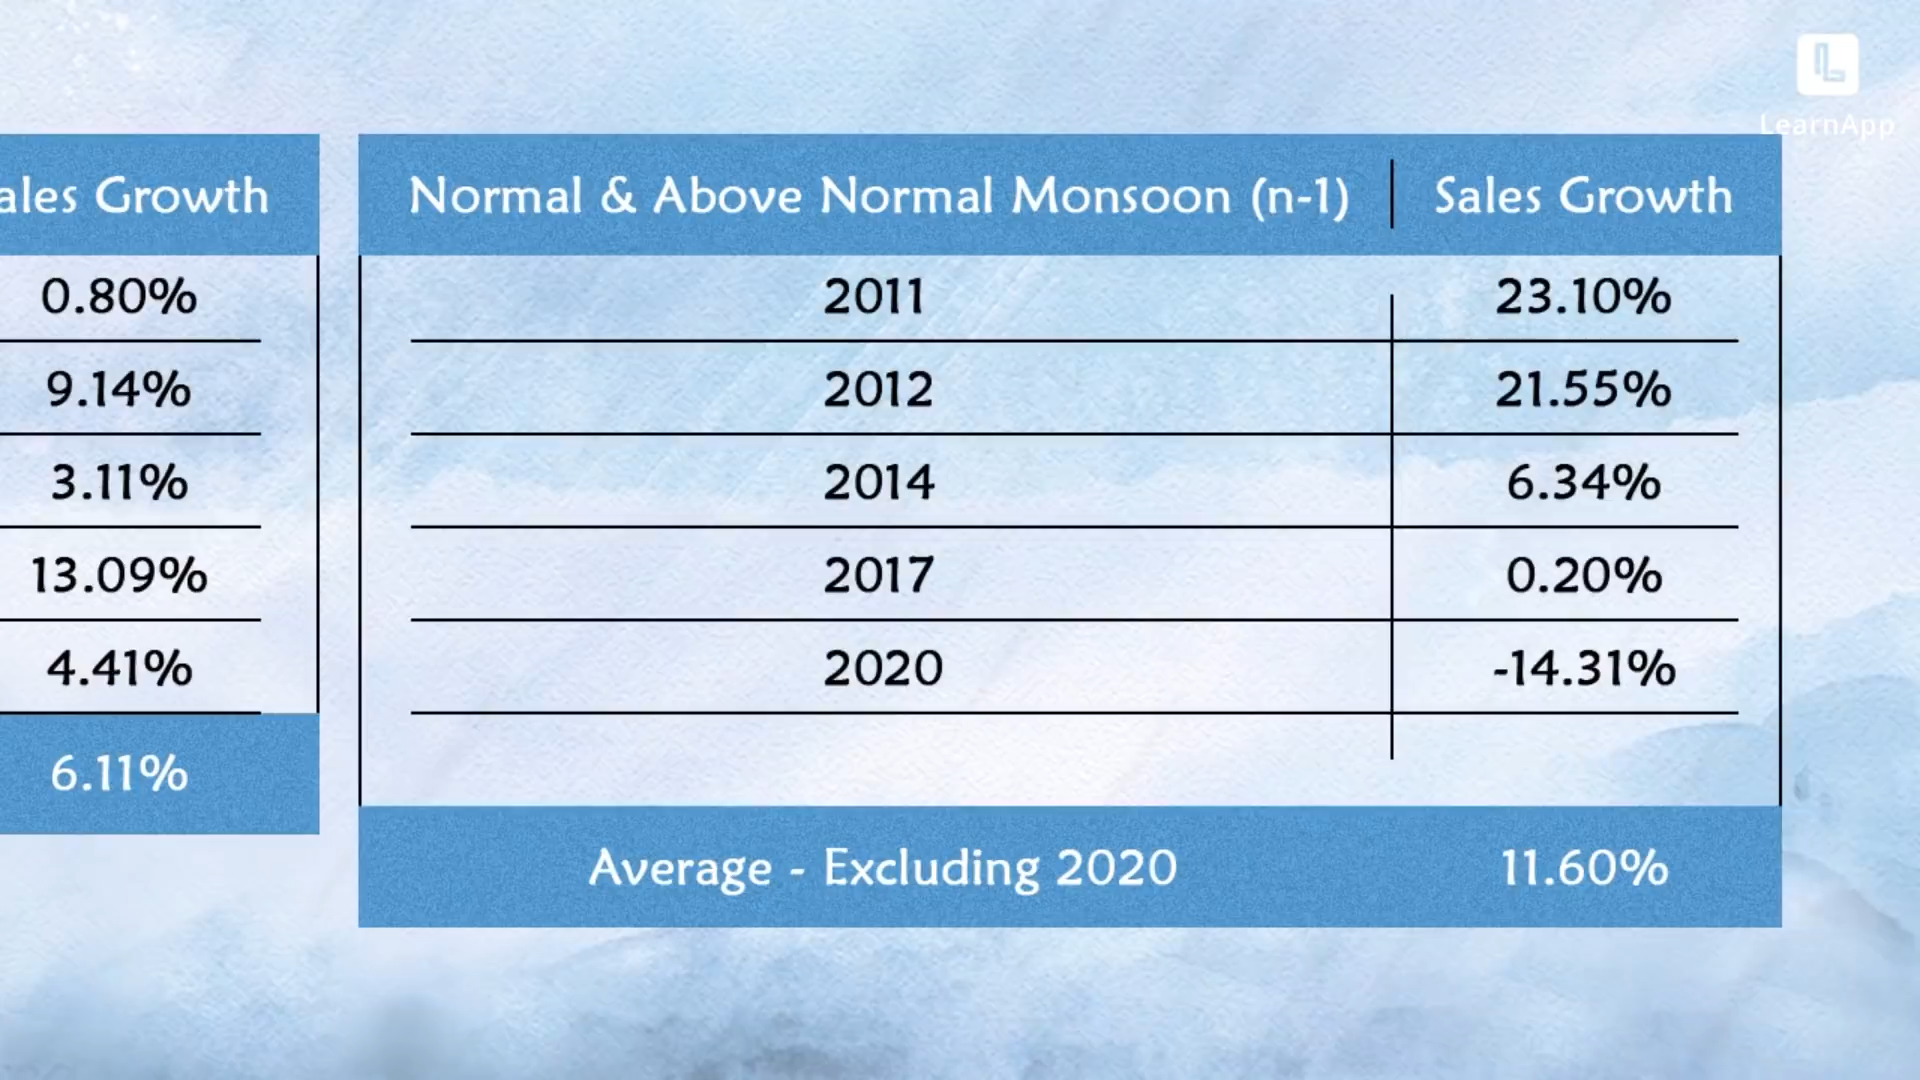 LearnApp
ales Growth
0.80%
9.14%
3.11%
13.09%
4.41%
6.11%
Normal & Above Normal Monsoon (n-1) Sales Growth
2011 23.10%
2012 21.55%
2014 6.34%
2017 0.20%
2020 -14.31%
Average - Excluding 2020 11.60%